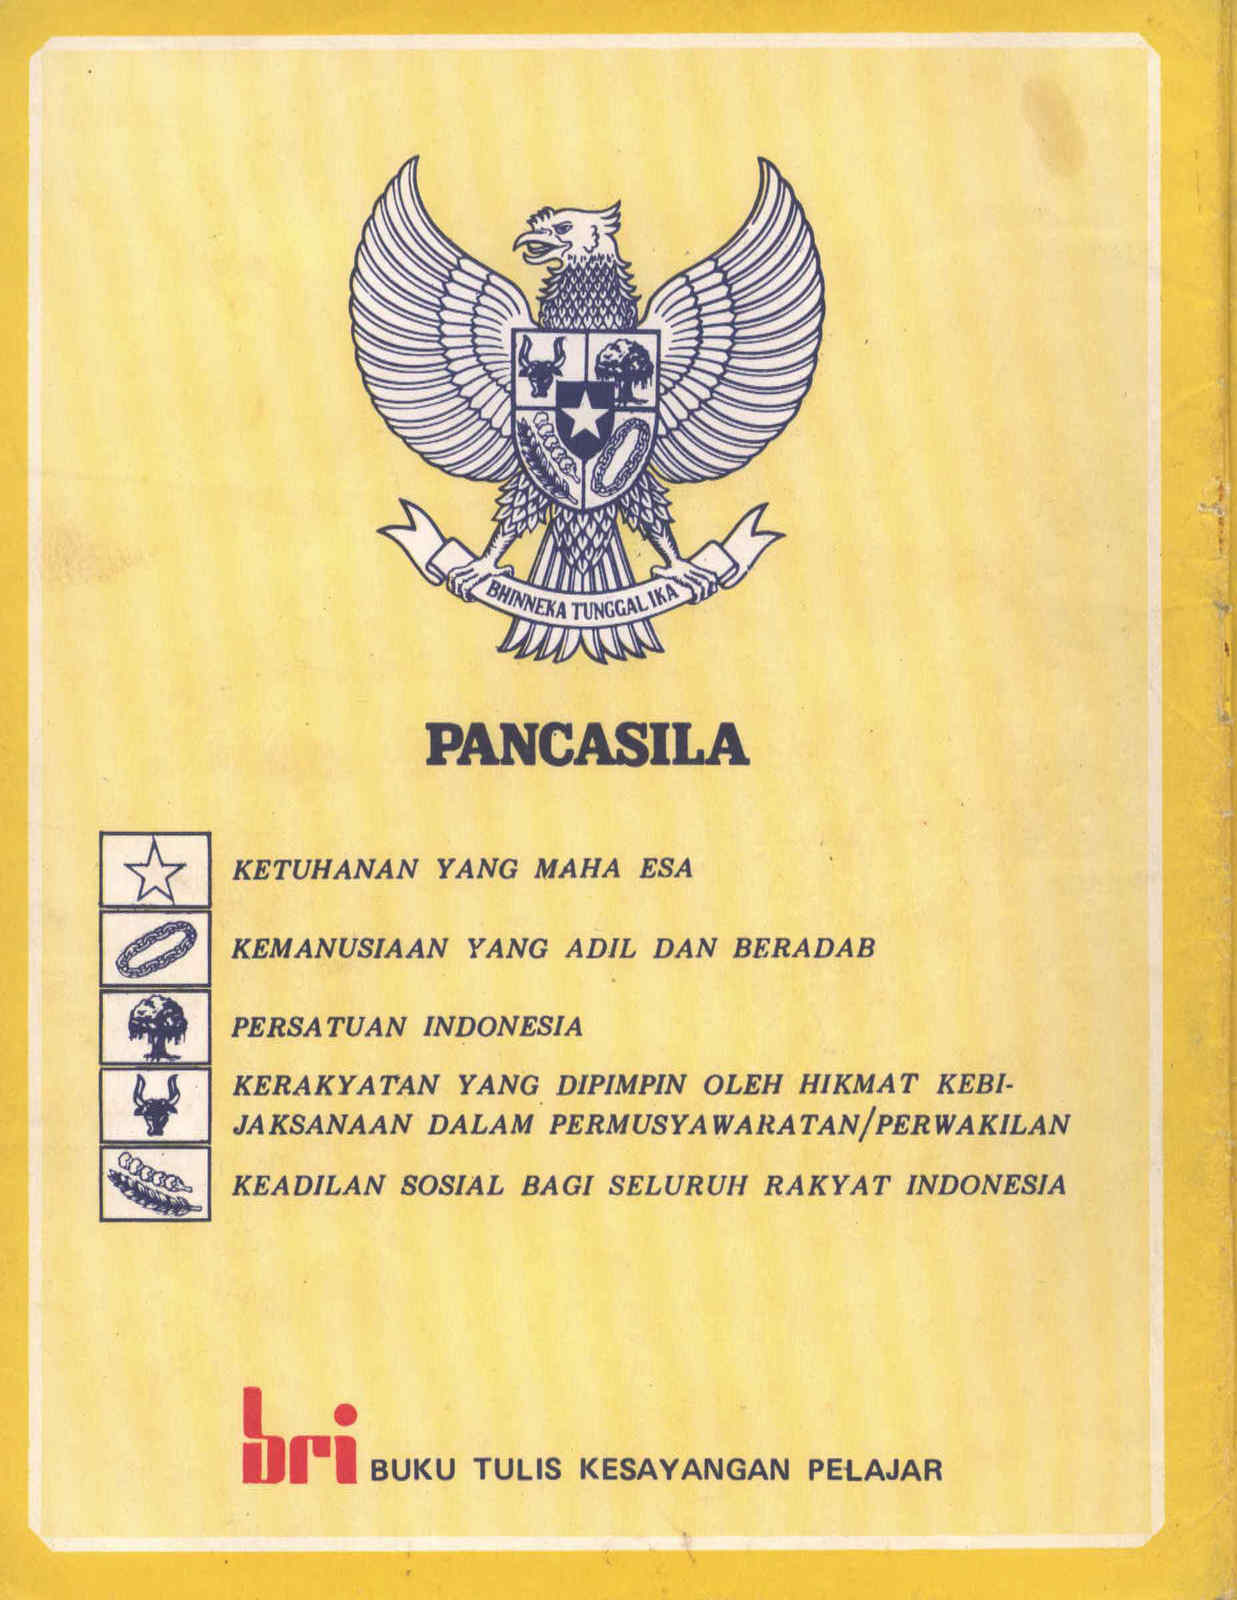 BHINNEKA TUNGGAL IKA
PANCASILA
KETUHANAN YANG MAHA ESA
KEMANUSIAAN YANG ADIL DAN BERADAB
PERSATUAN INDONESIA
KERAKYATAN YANG DIPIMPIN OLEH HIKMAT KEBI-
JAKSANAAN DALAM PERMUSYAWARATAN/PERWAKILAN
KEADILAN SOSIAL BAGI SELURUH RAKYAT INDONESIA
bri BUKU TULIS KESAYANGAN PELAJAR